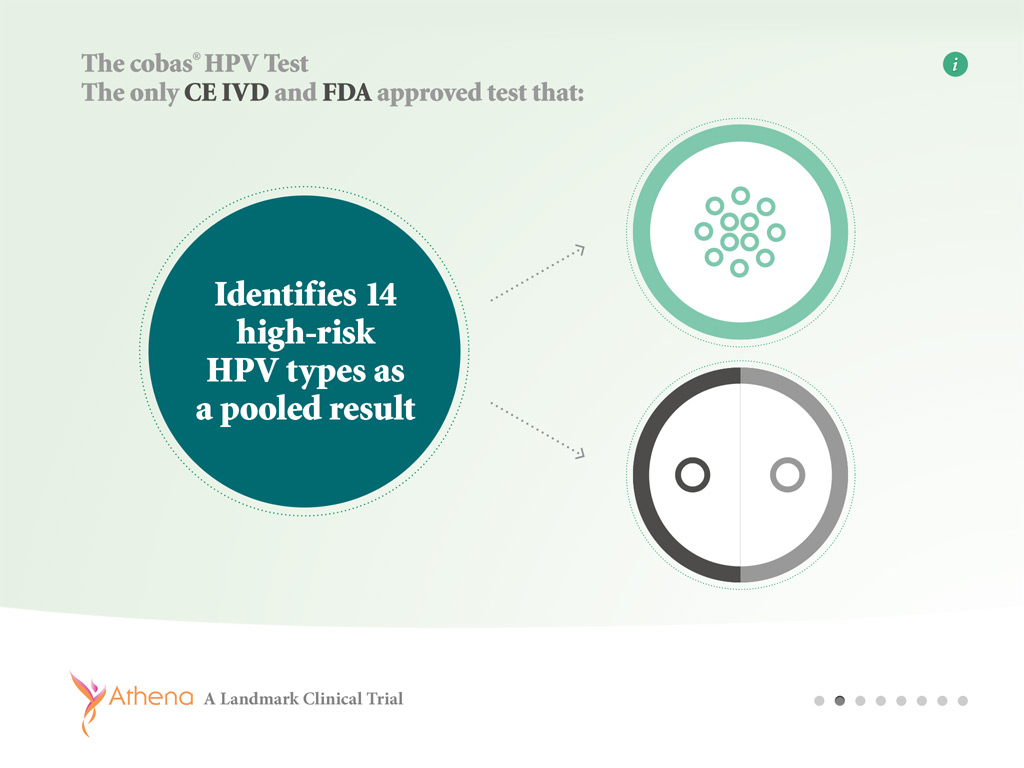 The cobas® HPV Test
The only CE IVD and FDA approved test that:
i
Identifies 14
high-risk
HPV types as
a pooled result
Athena A Landmark Clinical Trial